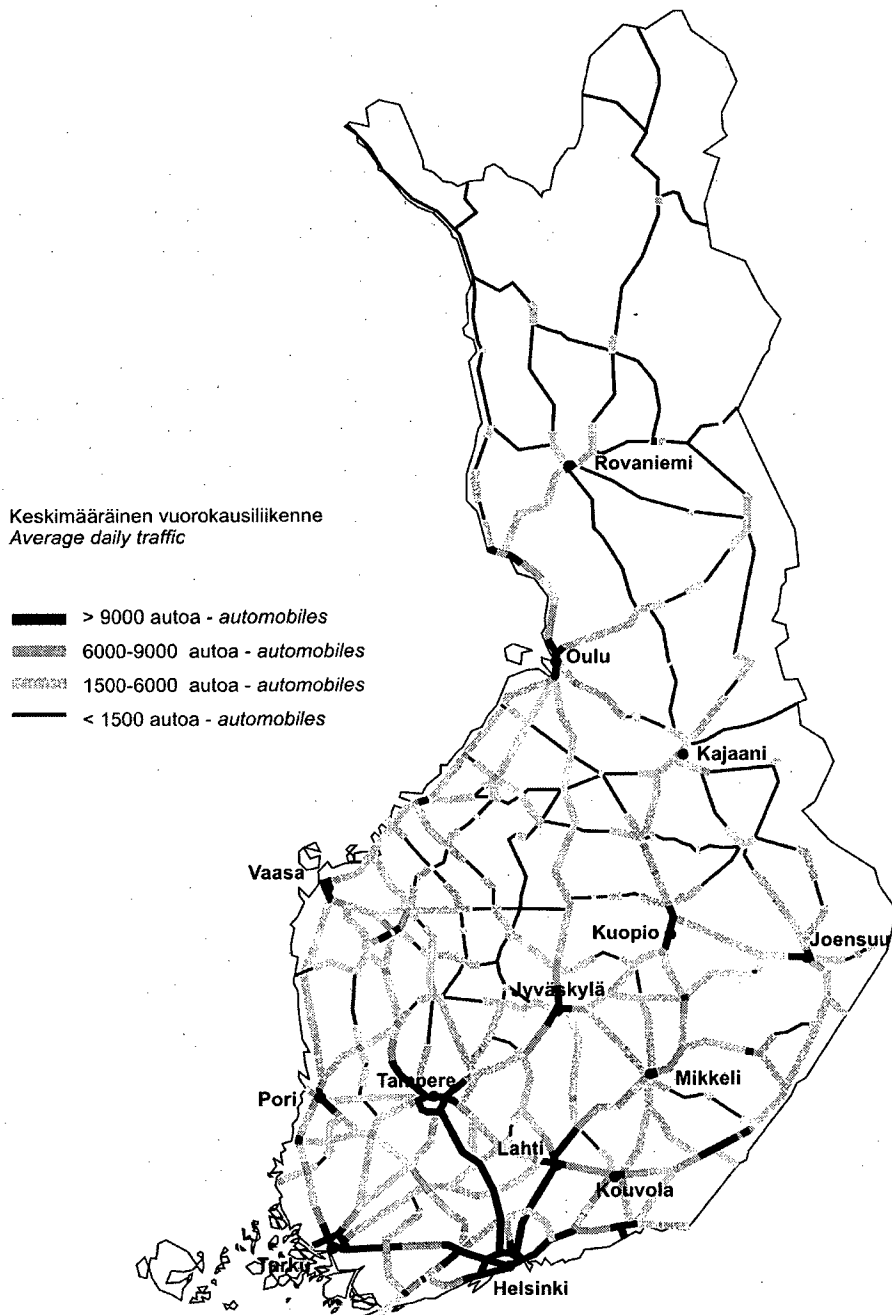 Rovaniemi
Keskimääräinen vuorokausiliikenne
Average daily traffic
> 9000 autoa - automobiles
6000-9000 autoa - automobiles
1500-6000 autoa - automobiles
< 1500 autoa - automobiles
Oulu
Kajaani
Vaasa
Kuopio
Joensuu
Jyväskylä
Mikkeli
Tampere
Pori
Lahti
Kouvola
Turku
Helsinki